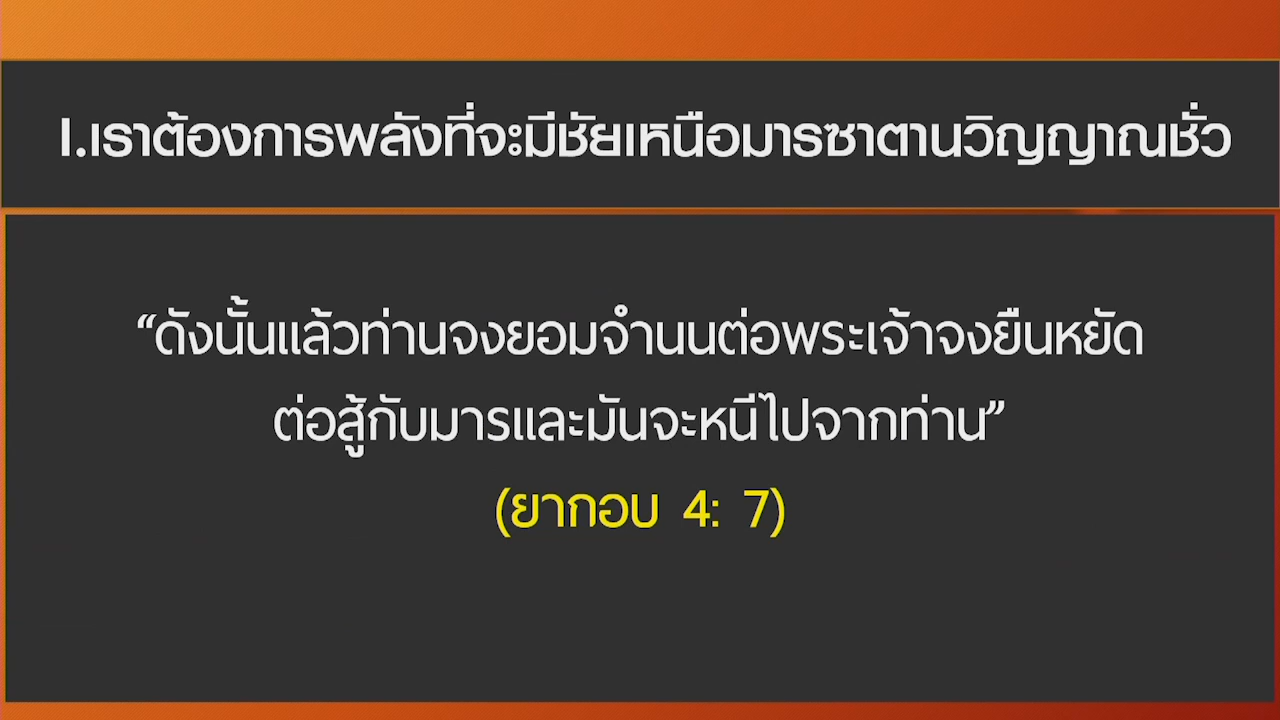 I.เราต้องการพลังที่จะมีชัยเหนือมารซาตานวิญญาณชั่ว
“ดังนั้นแล้วท่านจงยอมจำนนต่อพระเจ้าจงยืนหยัด
ต่อสู้กับมารและมันจะหนีไปจากท่าน”
(ยากอบ 4: 7)